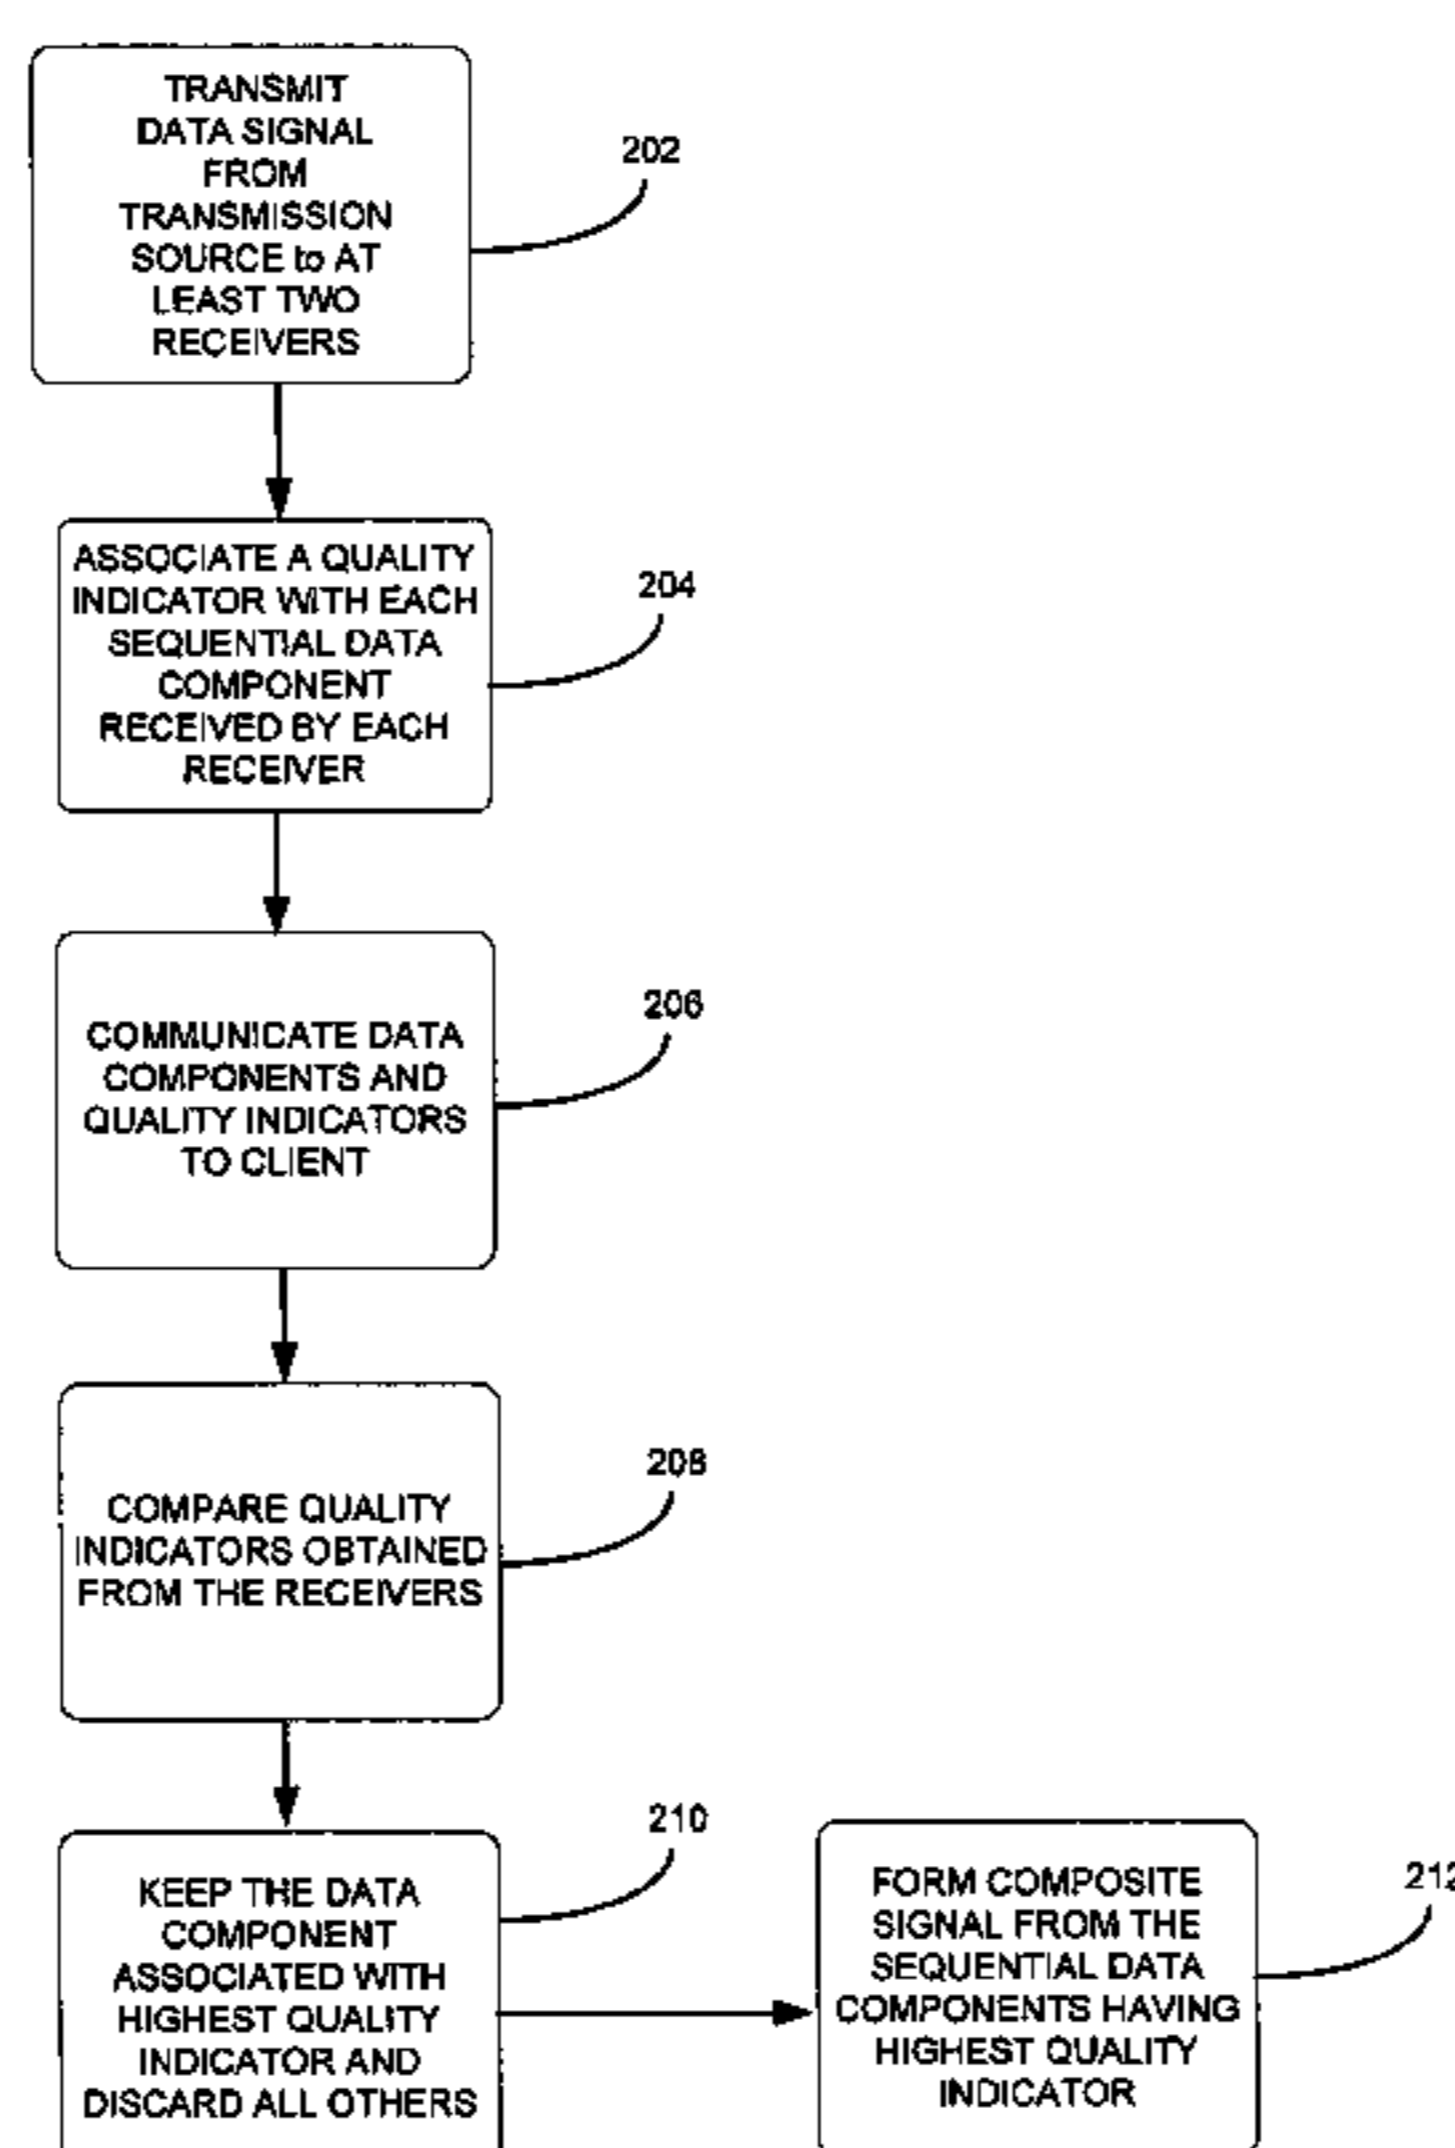 TRANSMIT
DATA SIGNAL
FROM
TRANSMISSION
SOURCE to AT
LEAST TWO
RECEIVERS
202
ASSOCIATE A QUALITY
INDICATOR WITH EACH
SEQUENTIAL DATA
COMPONENT
RECEIVED BY EACH
RECEIVER
204
COMMUNICATE DATA
COMPONENTS AND
QUALITY INDICATORS
TO CLIENT
206
COMPARE QUALITY
INDICATORS OBTAINED
FROM THE RECEIVERS
208
KEEP THE DATA
COMPONENT
ASSOCIATED WITH
HIGHEST QUALITY
INDICATOR AND
DISCARD ALL OTHERS
210
FORM COMPOSITE
SIGNAL FROM THE
SEQUENTIAL DATA
COMPONENTS HAVING
HIGHEST QUALITY
INDICATOR
212